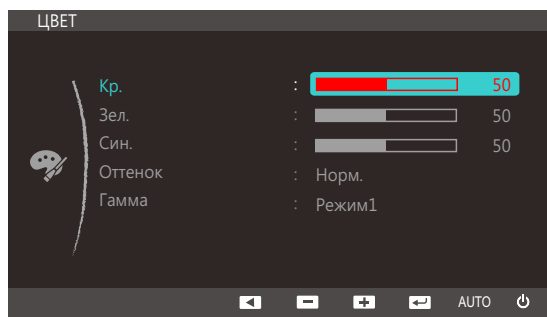 ЦВЕТ
Кр. : 50
Зел. : 50
Син. : 50
Оттенок : Норм.
Гамма : Режим1
AUTO